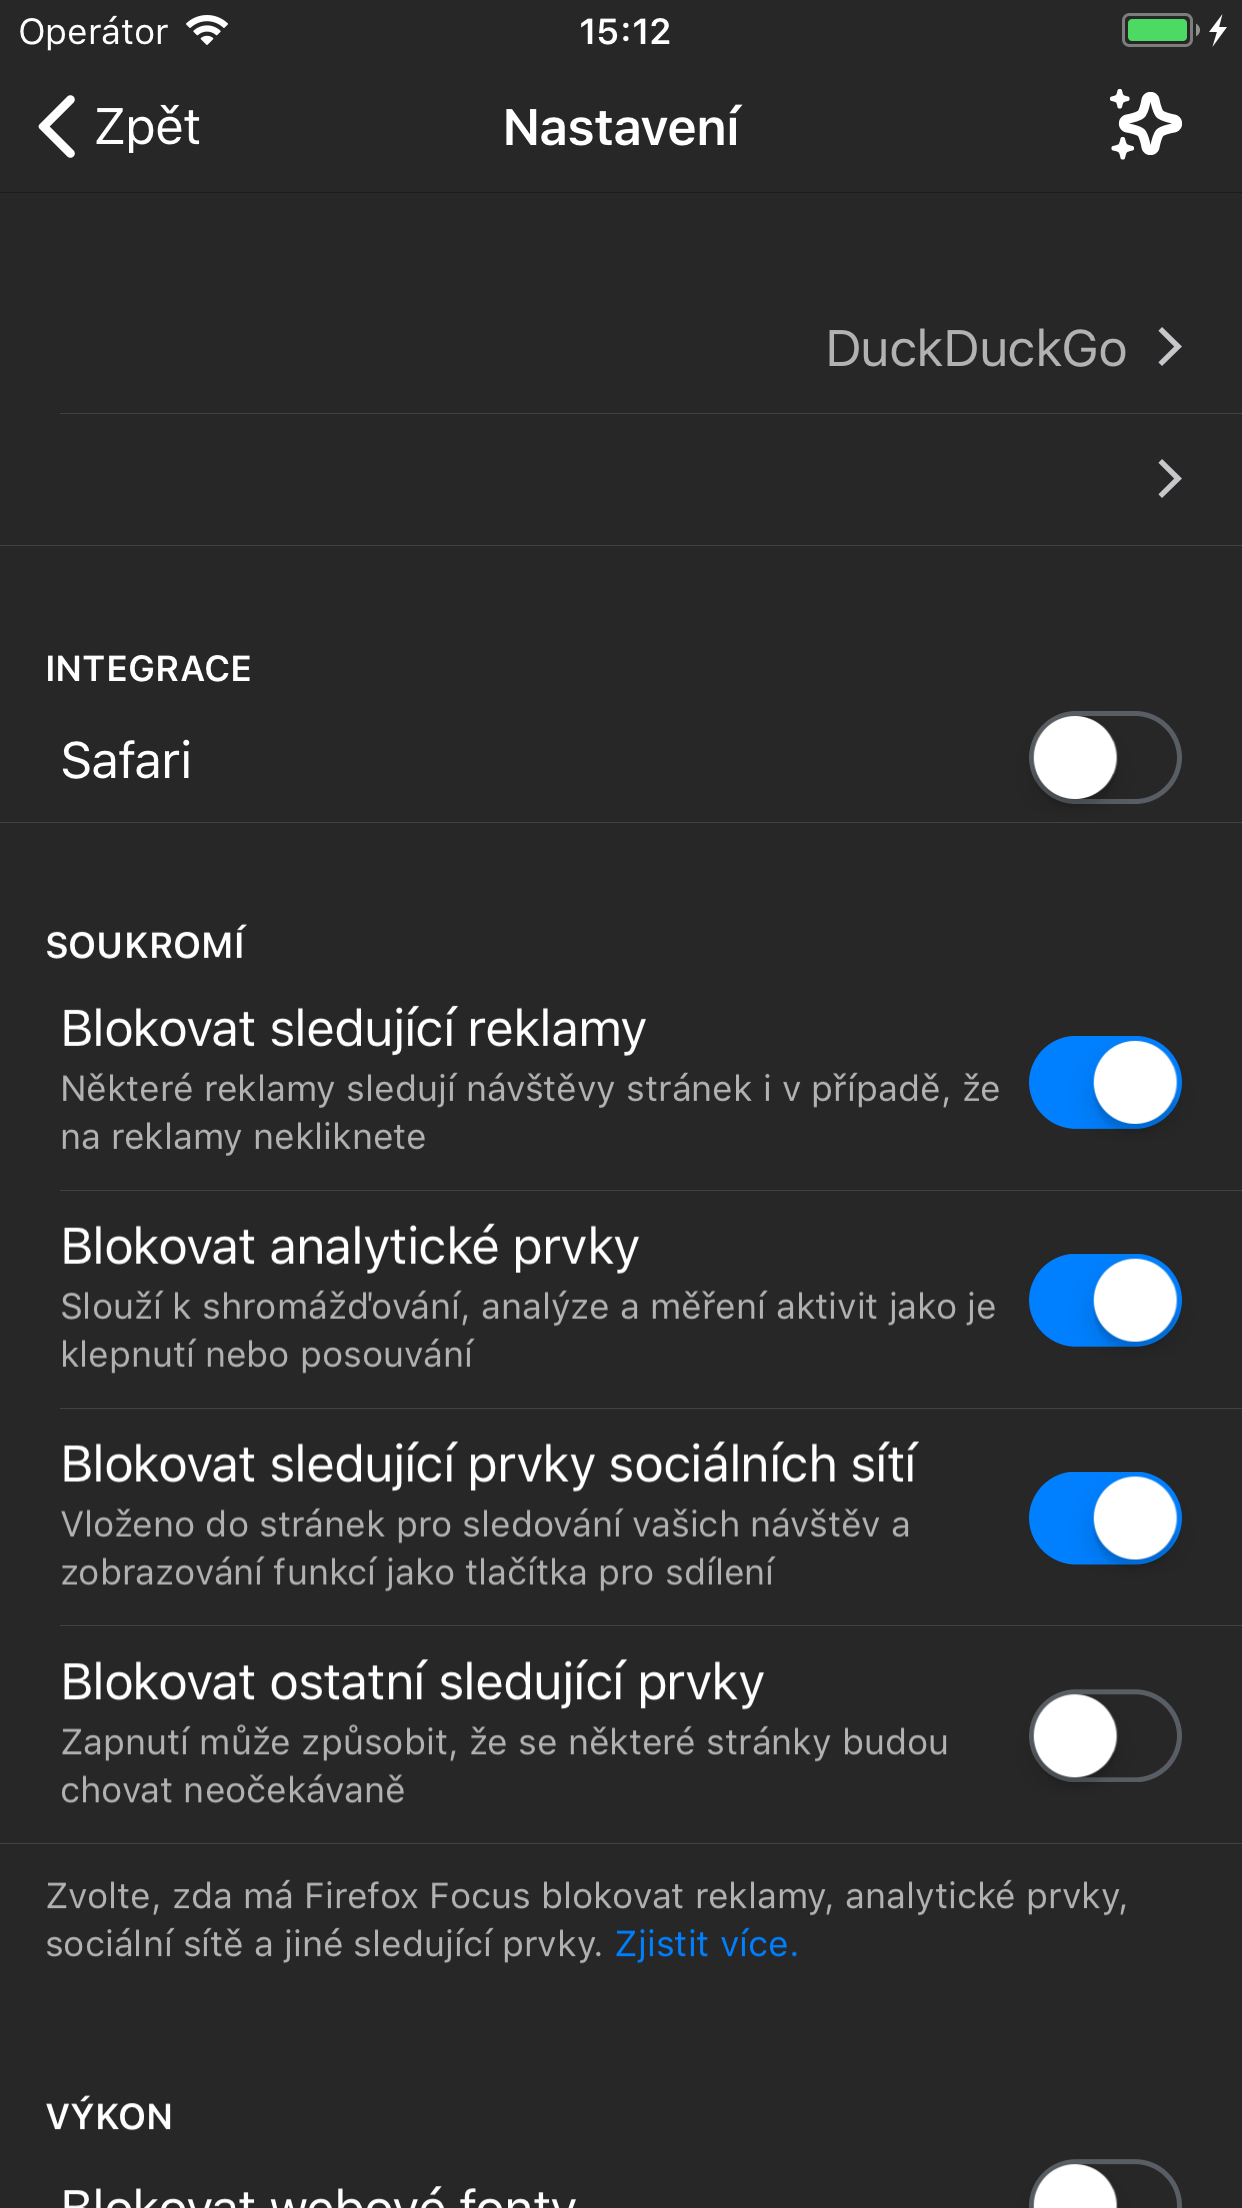 Operátor
15:12
Zpět
Nastavení
DuckDuckGo
INTEGRACE
Safari
SOUKROMÍ
Blokovat sledující reklamy
Některé reklamy sledují návštěvy stránek i v případě, že
na reklamy nekliknete
Blokovat analytické prvky
Slouží k shromážďování, analýze a měření aktivit jako je
klepnutí nebo posouvání
Blokovat sledující prvky sociálních sítí
Vloženo do stránek pro sledování vašich návštěv a
zobrazování funkcí jako tlačítka pro sdílení
Blokovat ostatní sledující prvky
Zapnutí může způsobit, že se některé stránky budou
chovat neočekávaně
Zvolte, zda má Firefox Focus blokovat reklamy, analytické prvky,
sociální sítě a jiné sledující prvky. Zjistit více.
VÝKON
Blokovat webové fonty